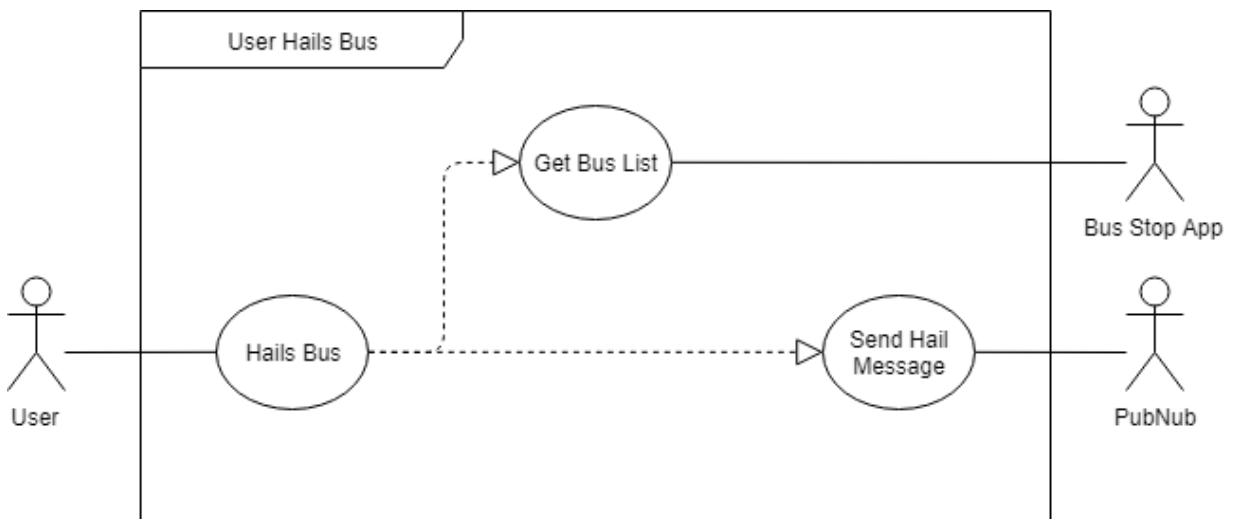 User Hails Bus
Get Bus List
Bus Stop App
Hails Bus
Send Hail
Message
User
PubNub